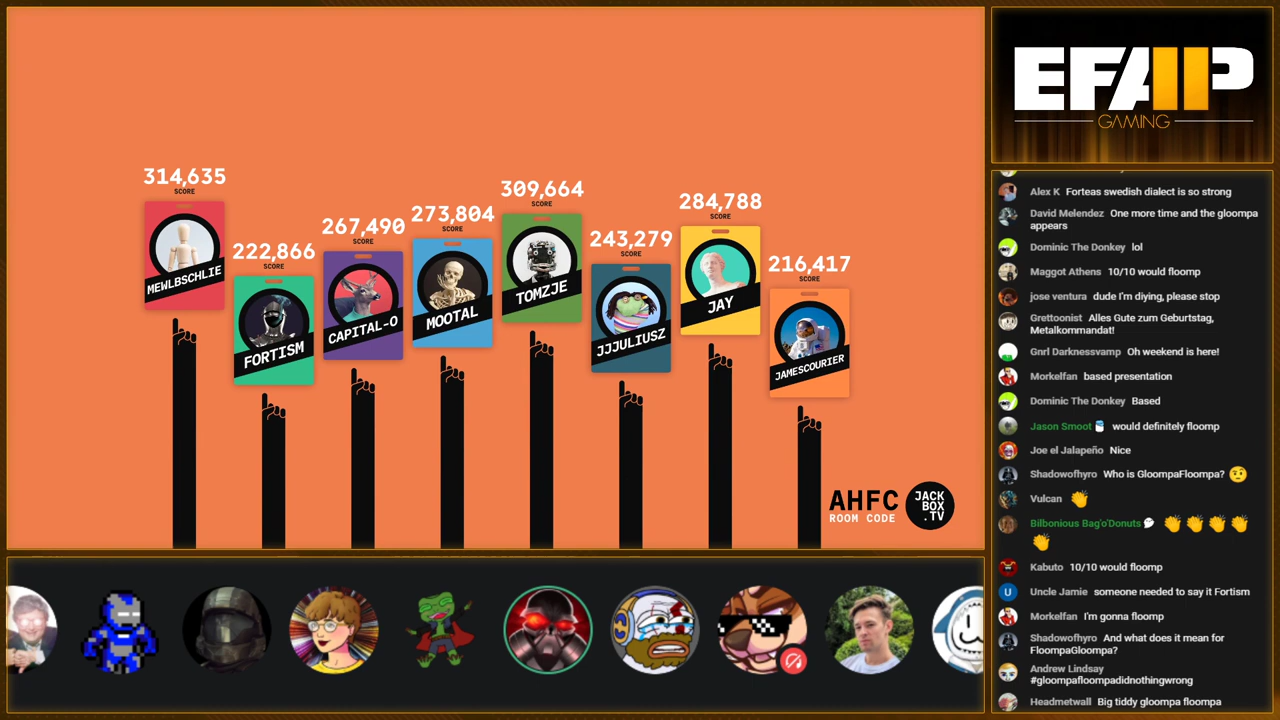 314,635
SCORE
MEWLBSCHLIE
222,866
SCORE
FORTISM
267,490
SCORE
CAPITAL-O
273,804
SCORE
MOOTAL
309,664
SCORE
TOMZJE
243,279
SCORE
JJJULIUSZ
284,788
SCORE
JAY
216,417
SCORE
JAMESCOURIER
AHFC
ROOM CODE
JACK
BOX
.TV
EFAP
GAMING
Alex K Forteas swedish dialect is so strong
David Melendez One more time and the gloompa
appears
Dominic The Donkey lol
Maggot Athens 10/10 would floomp
jose ventura dude I'm diying, please stop
Grettoonist Alles Gute zum Geburtstag,
Metalkommandat!
Gnrl Darknessvamp Oh weekend is here!
Morkelfan based presentation
Dominic The Donkey Based
Jason Smoot would definitely floomp
Joe el Jalapeño Nice
Shadowofhyro Who is GloompaFloompa? 🤨
Vulcan 👏
Bilbonious Bag'o'Donuts 👏 👏 👏 👏
👏
Kabuto 10/10 would floomp
U Uncle Jamie someone needed to say it Fortism
Morkelfan I'm gonna floomp
Shadowofhyro And what does it mean for
FloompaGloompa?
Andrew Lindsay
#gloompafloompadidnothingwrong
Headmetwall Big tiddy gloompa floompa